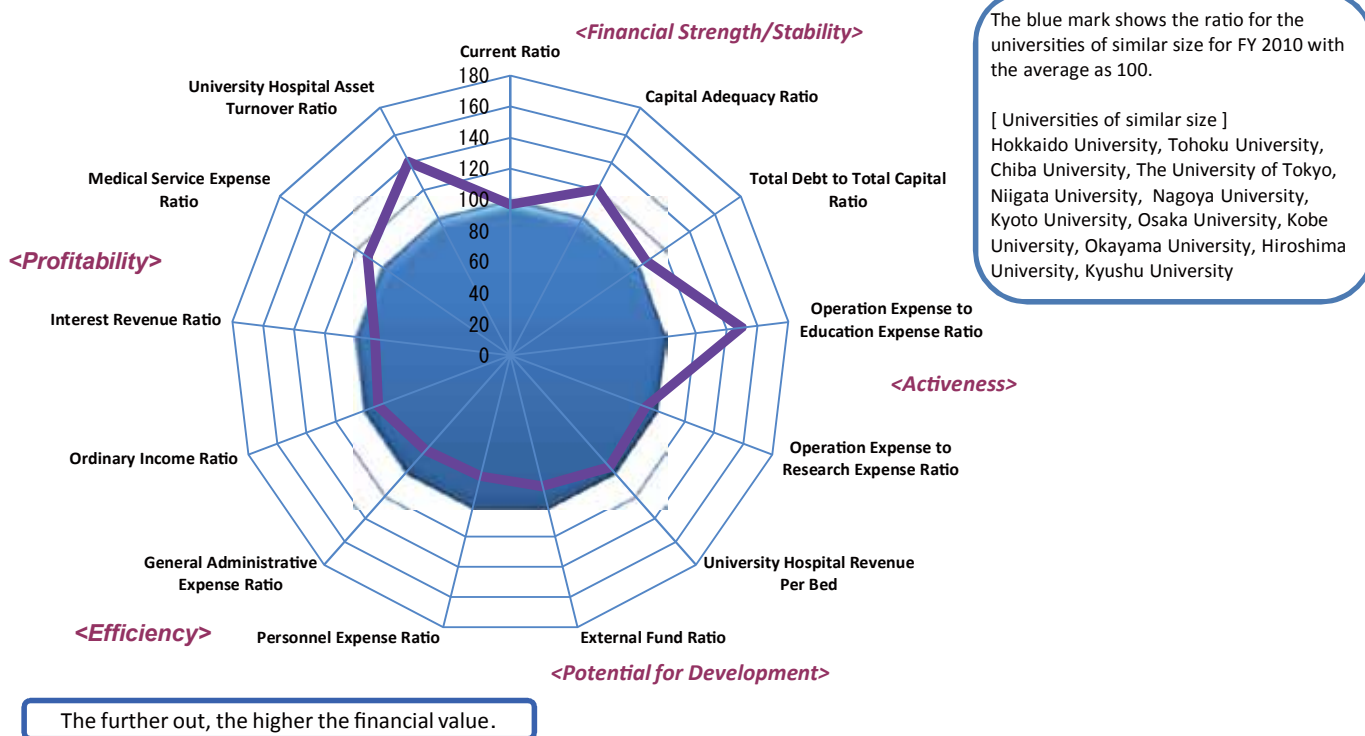 <Financial Strength/Stability>
Current Ratio
180
160
140
120
100
80
60
40
20
0
Capital Adequacy Ratio
Total Debt to Total Capital
Ratio
Operation Expense to
Education Expense Ratio
<Activeness>
Operation Expense to
Research Expense Ratio
University Hospital Revenue
Per Bed
External Fund Ratio
<Potential for Development>
Personnel Expense Ratio
<Efficiency>
General Administrative
Expense Ratio
Ordinary Income Ratio
Interest Revenue Ratio
<Profitability>
Medical Service Expense
Ratio
University Hospital Asset
Turnover Ratio
The blue mark shows the ratio for the
universities of similar size for FY 2010 with
the average as 100.
[ Universities of similar size ]
Hokkaido University, Tohoku University,
Chiba University, The University of Tokyo,
Niigata University, Nagoya University,
Kyoto University, Osaka University, Kobe
University, Okayama University, Hiroshima
University, Kyushu University
The further out, the higher the financial value.